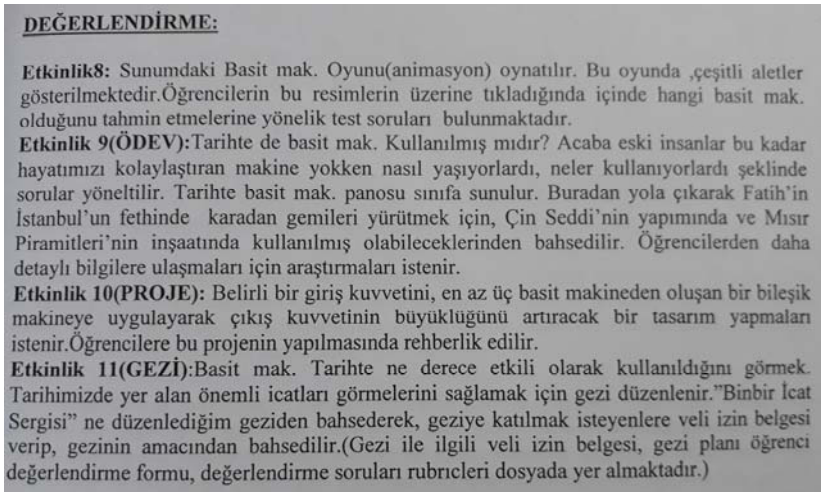 DEĞERLENDİRME:
Etkinlik8: Sunumdaki Basit mak. Oyunu(animasyon) oynatılır. Bu oyunda ,çeşitli aletler
gösterilmektedir.Öğrencilerin bu resimlerin üzerine tıkladığında içinde hangi basit mak.
olduğunu tahmin etmelerine yönelik test soruları bulunmaktadır.
Etkinlik 9(ÖDEV):Tarihte de basit mak. Kullanılmış mıdır? Acaba eski insanlar bu kadar
hayatımızı kolaylaştıran makine yokken nasıl yaşıyorlardı, neler kullanıyorlardı şeklinde
sorular yöneltilir. Tarihte basit mak. panosu sınıfa sunulur. Buradan yola çıkarak Fatih'in
İstanbul'un fethinde karadan gemileri yürütmek için, Çin Seddi'nin yapımında ve Mısır
Piramitleri'nin inşaatında kullanılmış olabileceklerinden bahsedilir. Öğrencilerden daha
detaylı bilgilere ulaşmaları için araştırmaları istenir.
Etkinlik 10(PROJE): Belirli bir giriş kuvvetini, en az üç basit makineden oluşan bir bileşik
makineye uygulayarak çıkış kuvvetinin büyüklüğünü artıracak bir tasarım yapmaları
istenir.Öğrencilere bu projenin yapılmasında rehberlik edilir.
Etkinlik 11(GEZİ):Basit mak. Tarihte ne derece etkili olarak kullanıldığını görmek.
Tarihimizde yer alan önemli icatları görmelerini sağlamak için gezi düzenlenir."Binbir İcat
Sergisi" ne düzenlediğim geziden bahsederek, geziye katılmak isteyenlere veli izin belgesi
verip, gezinin amacından bahsedilir.(Gezi ile ilgili veli izin belgesi, gezi planı öğrenci
değerlendirme formu, değerlendirme soruları rubricleri dosyada yer almaktadır.)